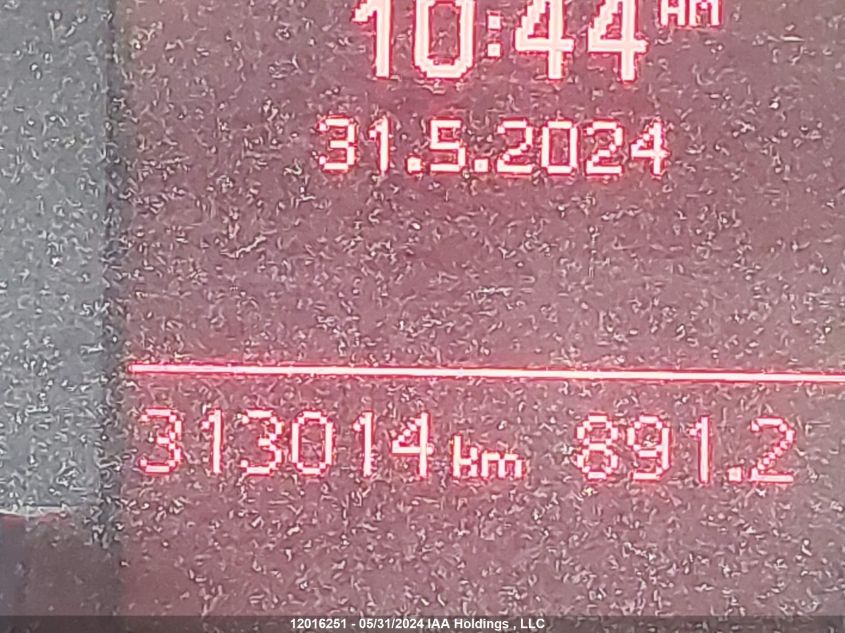 10:44 AM
31.5.2024
313014 km 891.2
12016251 - 05/31/2024 IAA Holdings , LLC